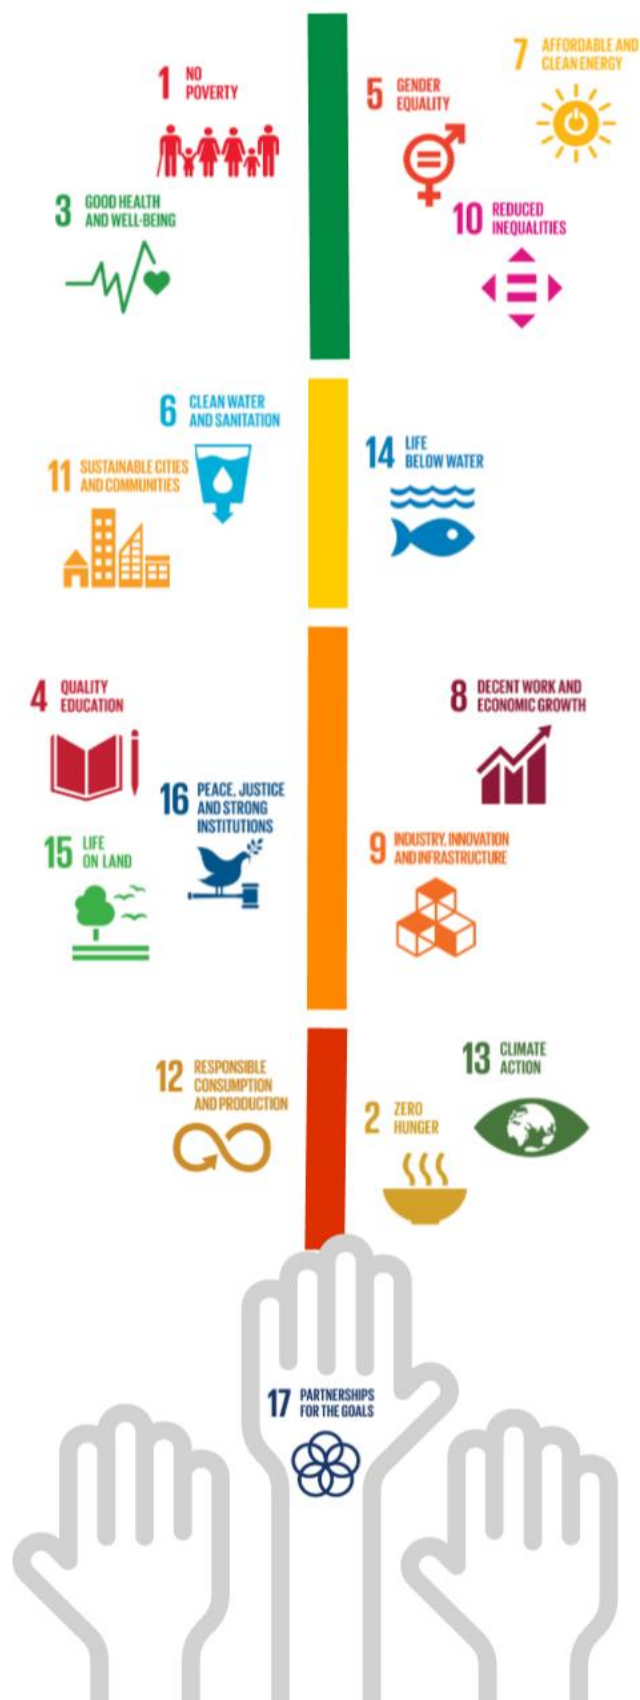 7 AFFORDABLE AND
CLEAN ENERGY
1 NO
POVERTY
5 GENDER
EQUALITY
3 GOOD HEALTH
AND WELL-BEING
10 REDUCED
INEQUALITIES
6 CLEAN WATER
AND SANITATION
14 LIFE
BELOW WATER
11 SUSTAINABLE CITIES
AND COMMUNITIES
4 QUALITY
EDUCATION
8 DECENT WORK AND
ECONOMIC GROWTH
16 PEACE, JUSTICE
AND STRONG
INSTITUTIONS
15 LIFE
ON LAND
9 INDUSTRY, INNOVATION
AND INFRASTRUCTURE
13 CLIMATE
ACTION
12 RESPONSIBLE
CONSUMPTION
AND PRODUCTION
2 ZERO
HUNGER
17 PARTNERSHIPS
FOR THE GOALS